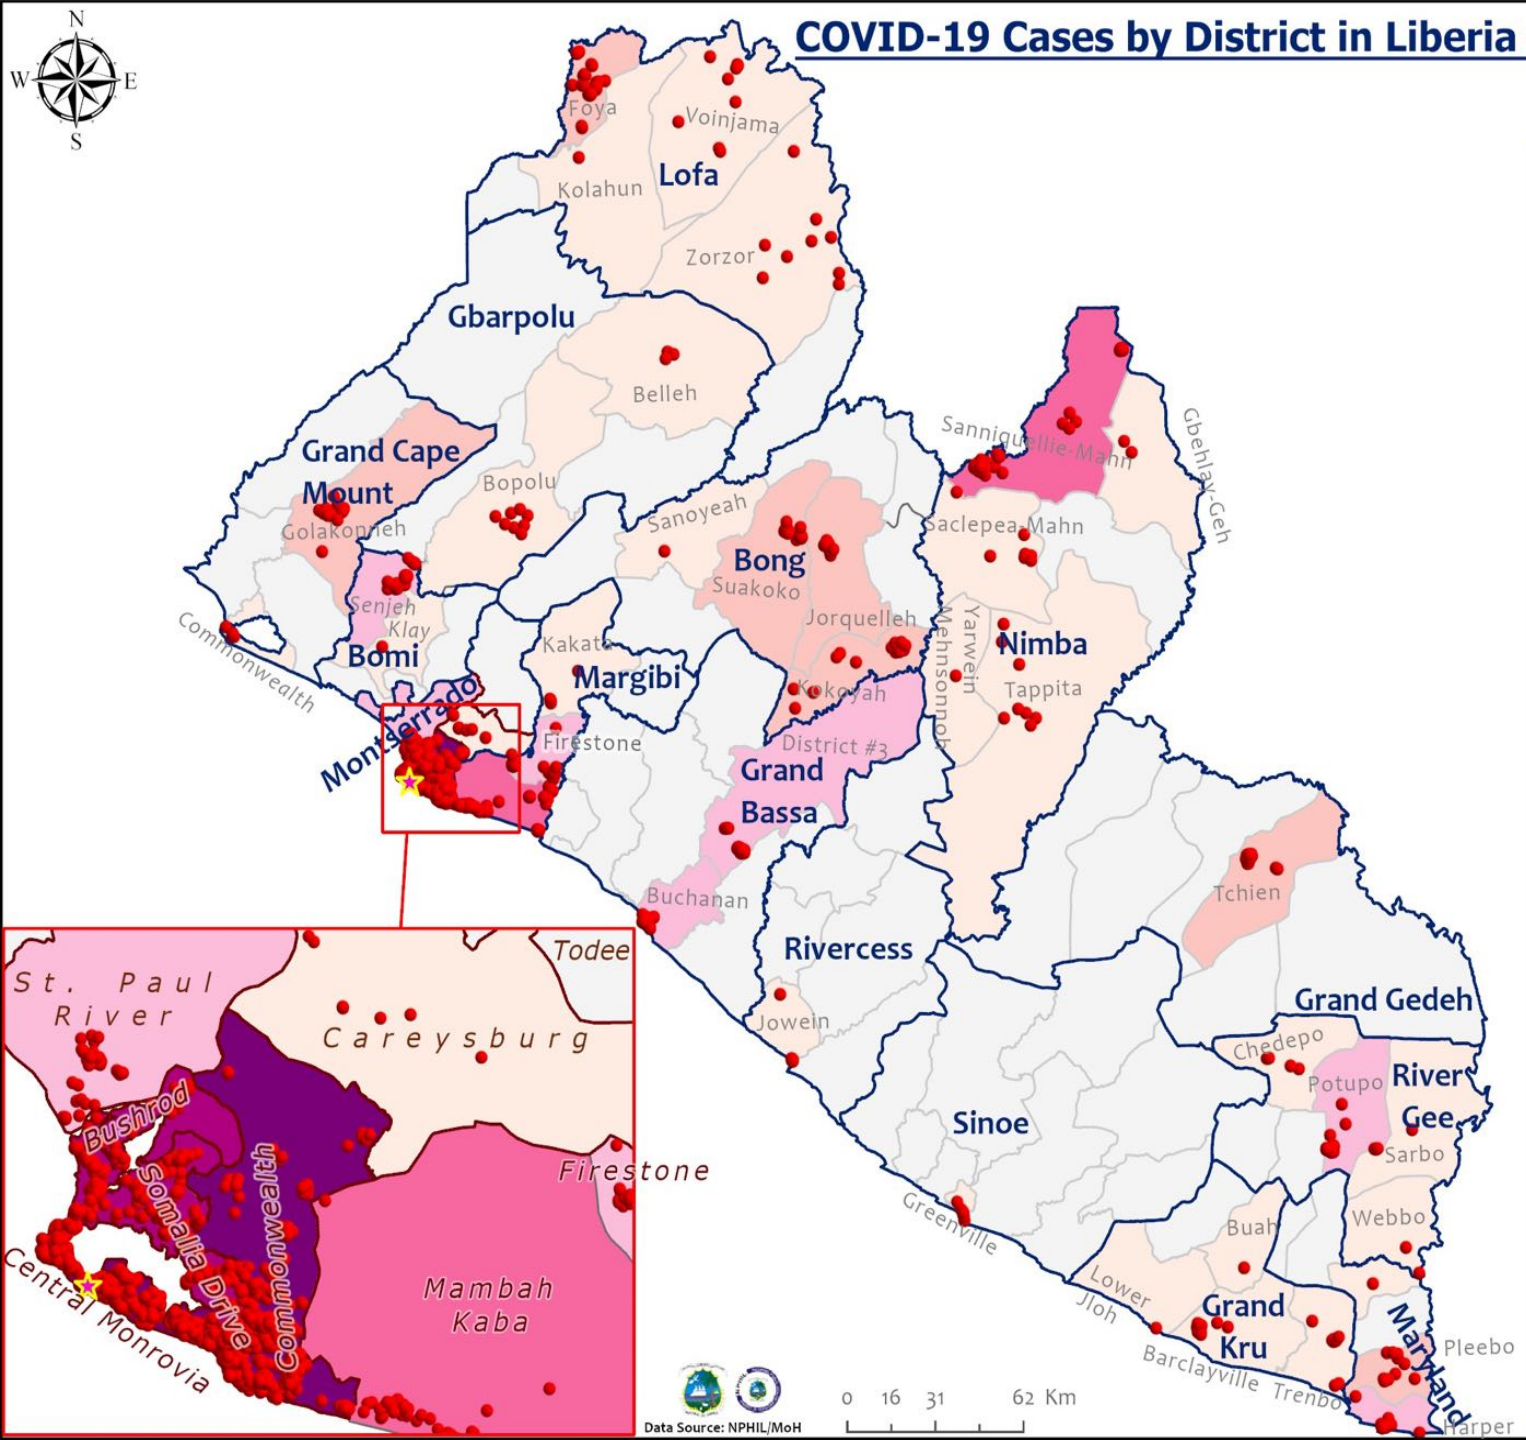 COVID-19 Cases by District in Liberia
N
W
E
S
Foya
Voinjama
Lofa
Kolahun
Zorzor
Gbarpolu
Belleh
Grand Cape
Mount
Golakonneh
Bopolu
Sanoyeah
Sanniquellie-Mahn
Gbehlay-Geh
Saclepea-Mahn
Bong
Suakoko
Jorquelleh
Senjeh
Klay
Bomi
Commonwealth
Kakata
Margibi
Kokoyah
Mehnsonnoh
Yarwein
Nimba
Tappita
Montserrado
Firestone
District #3
Grand
Bassa
Buchanan
Tchien
Rivercess
Jowein
Grand Gedeh
Chedepo
Potupo
River
Gee
Sarbo
Sinoe
Greenville
Webbo
Buah
Lower
Jloh
Grand
Kru
Barclayville
Trenbo
Maryland
Pleebo
Harper
St. Paul
River
Todee
Careysburg
Bushrod
Somalia Drive
Commonwealth
Firestone
Central Monrovia
Mambah
Kaba
0 16 31 62 Km
Data Source: NPHIL/MoH